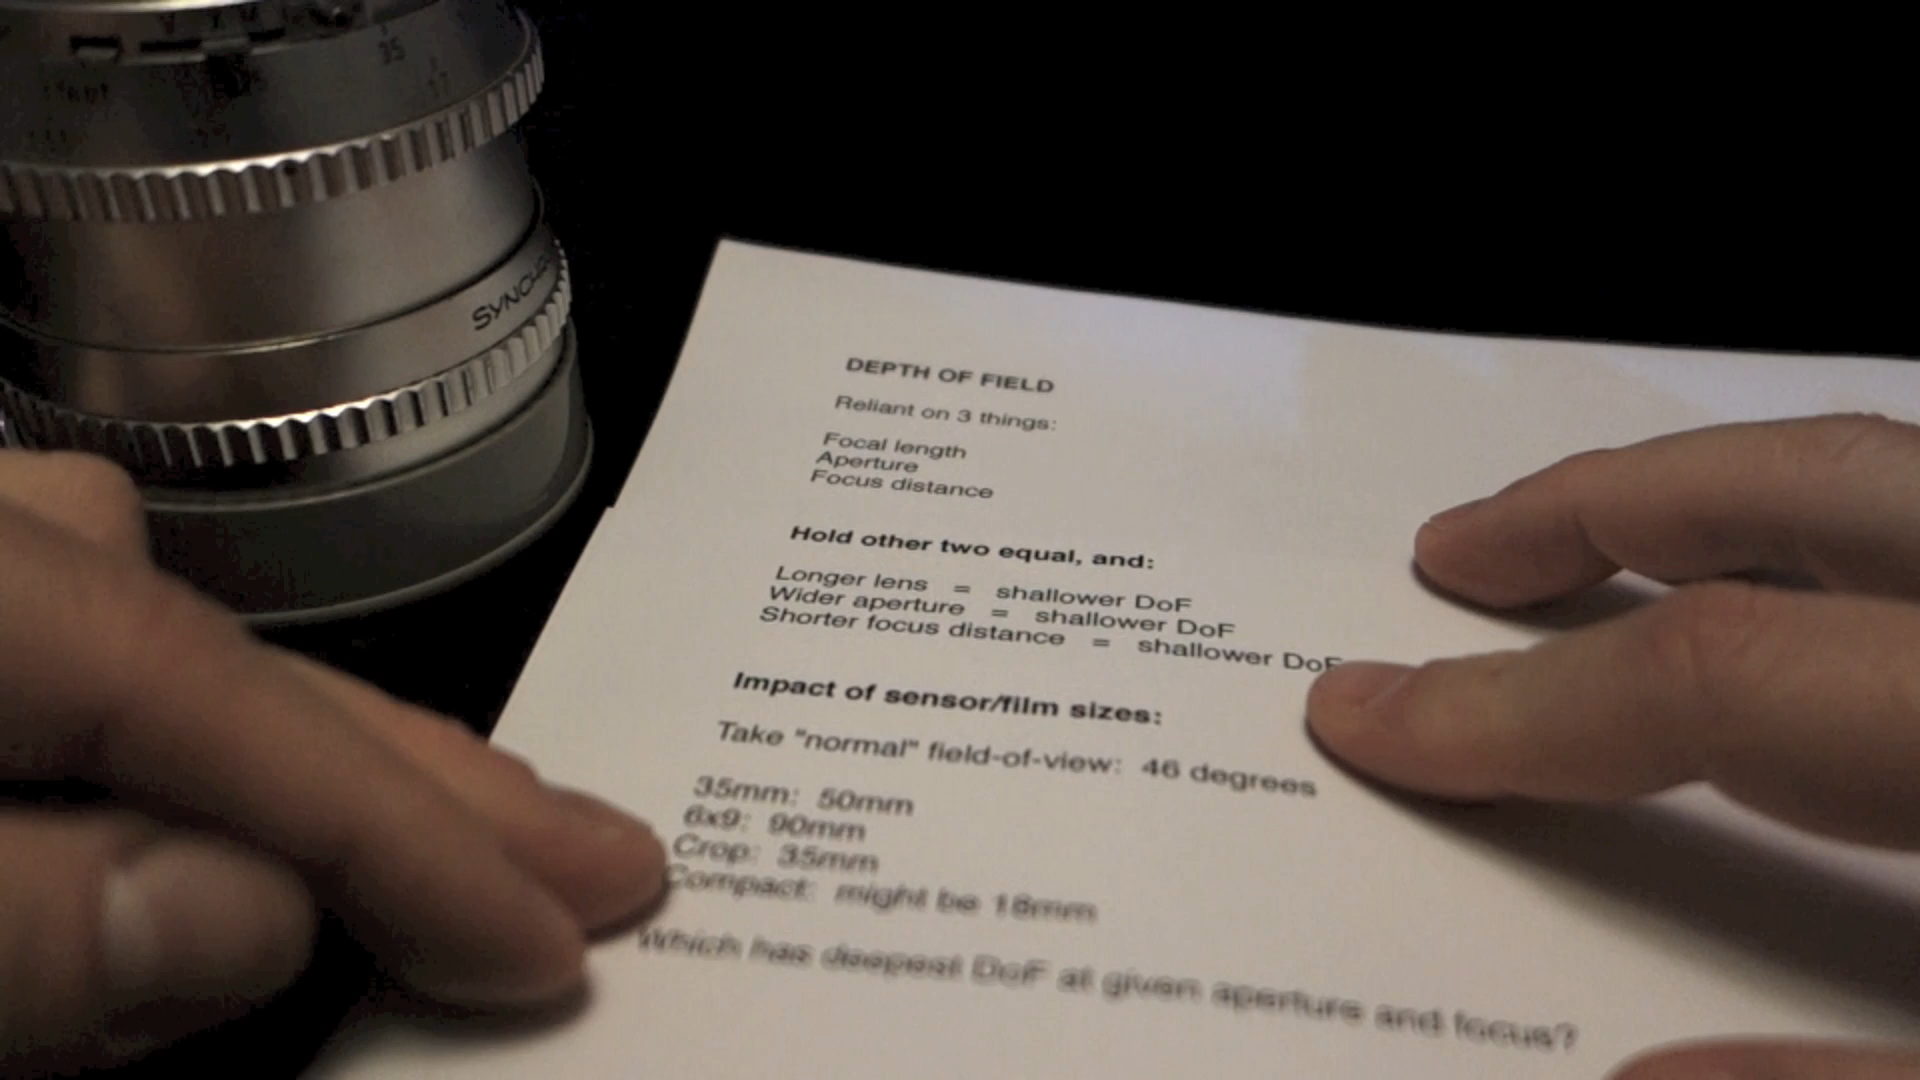 35
17
SYNCH
DEPTH OF FIELD
Reliant on 3 things:
Focal length
Aperture
Focus distance
Hold other two equal, and:
Longer lens = shallower DoF
Wider aperture = shallower DoF
Shorter focus distance = shallower DoF
Impact of sensor/film sizes:
Take "normal" field-of-view: 46 degrees
35mm: 50mm
6x9: 90mm
Crop: 35mm
Compact: might be 18mm
Which has deepest DoF at given aperture and focus?